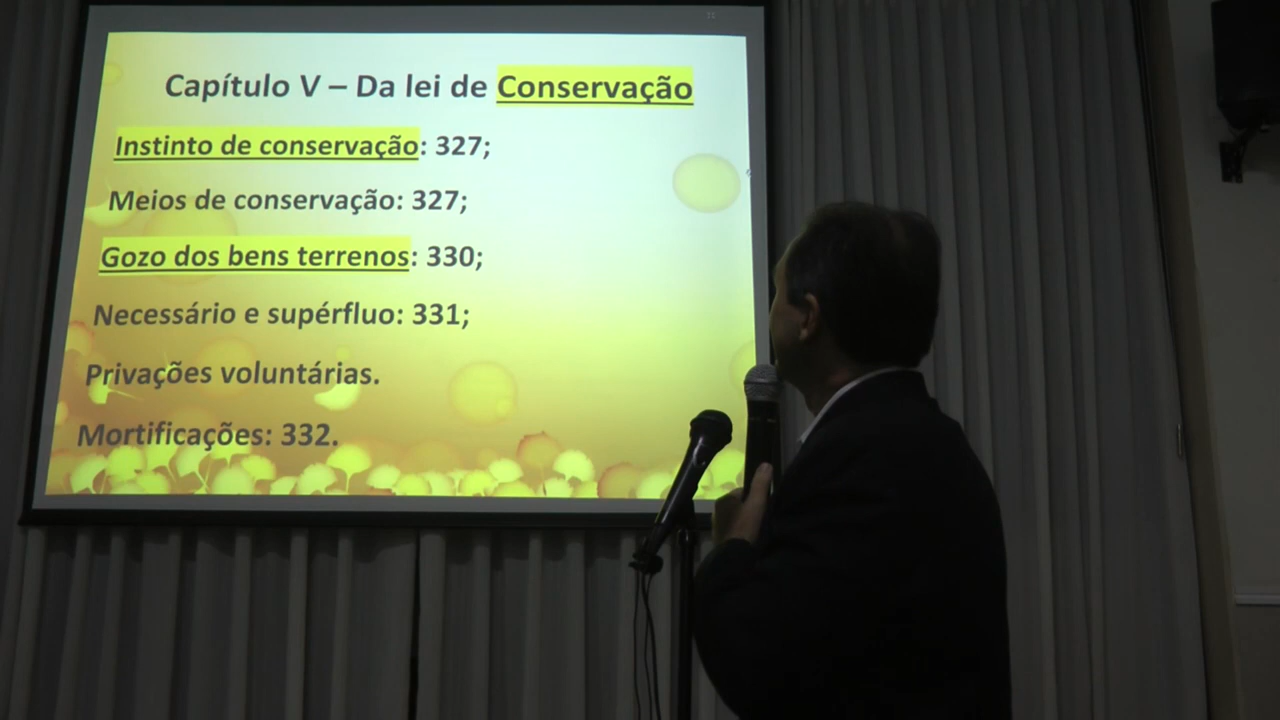 Capítulo V – Da lei de Conservação
Instinto de conservação: 327;
Meios de conservação: 327;
Gozo dos bens terrenos: 330;
Necessário e supérfluo: 331;
Privações voluntárias.
Mortificações: 332.